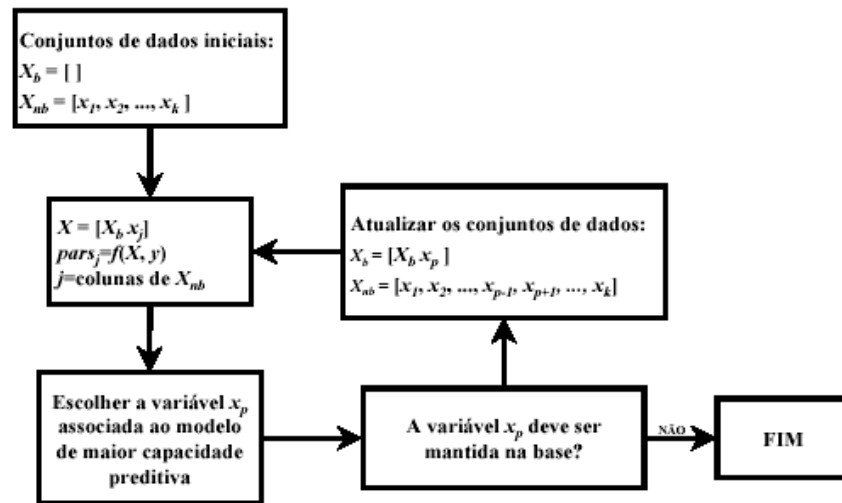 Conjuntos de dados iniciais:
X_b = [ ]
X_nb = [x_1, x_2, ..., x_k ]
X = [X_b x_j]
pars_j=f(X, y)
j=colunas de X_nb
Atualizar os conjuntos de dados:
X_b = [X_b x_p ]
X_nb = [x_1, x_2, ..., x_p-1, x_p+1, ..., x_k]
Escolher a variável x_p
associada ao modelo
de maior capacidade
preditiva
A variável x_p deve ser
mantida na base?
NÃO
FIM